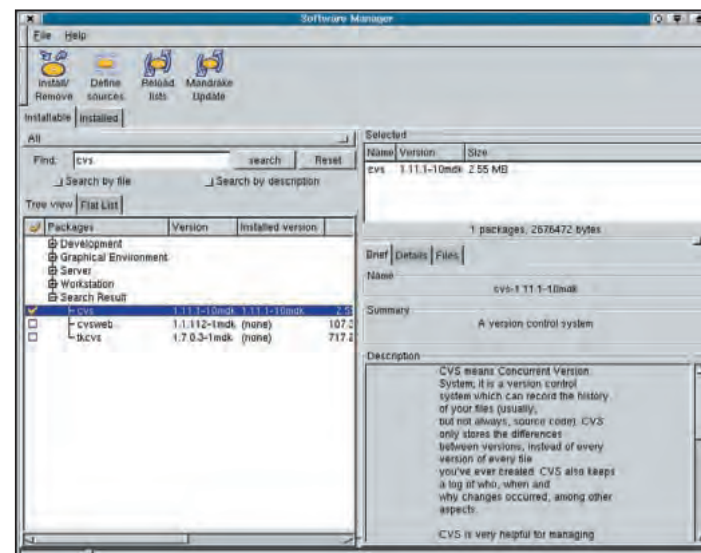 Software Manager
File Help
Install/ Define Reload Mandrake
Remove sources lists Update
Installable Installed
All
Find: cvs search Reset
Search by file Search by description
Tree view Flat List
Packages Version Installed version
Development
Graphical Environment
Server
Workstation
Search Result
cvs 1.11.1-10mdk 1.11.1-10mdk 2.5
cvsweb 1.1.112-1mdk (none) 107.
tkcvs 1.7.0.3-1mdk (none) 717.
Selected
Name Version Size
cvs 1.11.1-10mdk 2.55 MB
1 packages, 2676472 bytes
Brief Details Files
Name
cvs-1.11.1-10mdk
Summary
A version control system
Description
CVS means Concurrent Version
System; it is a version control
system which can record the history
of your files (usually,
but not always, source code). CVS
only stores the differences
between versions, instead of every
version of every file
you've ever created. CVS also keeps
a log of who, when and
why changes occurred, among other
aspects.
CVS is very helpful for managing